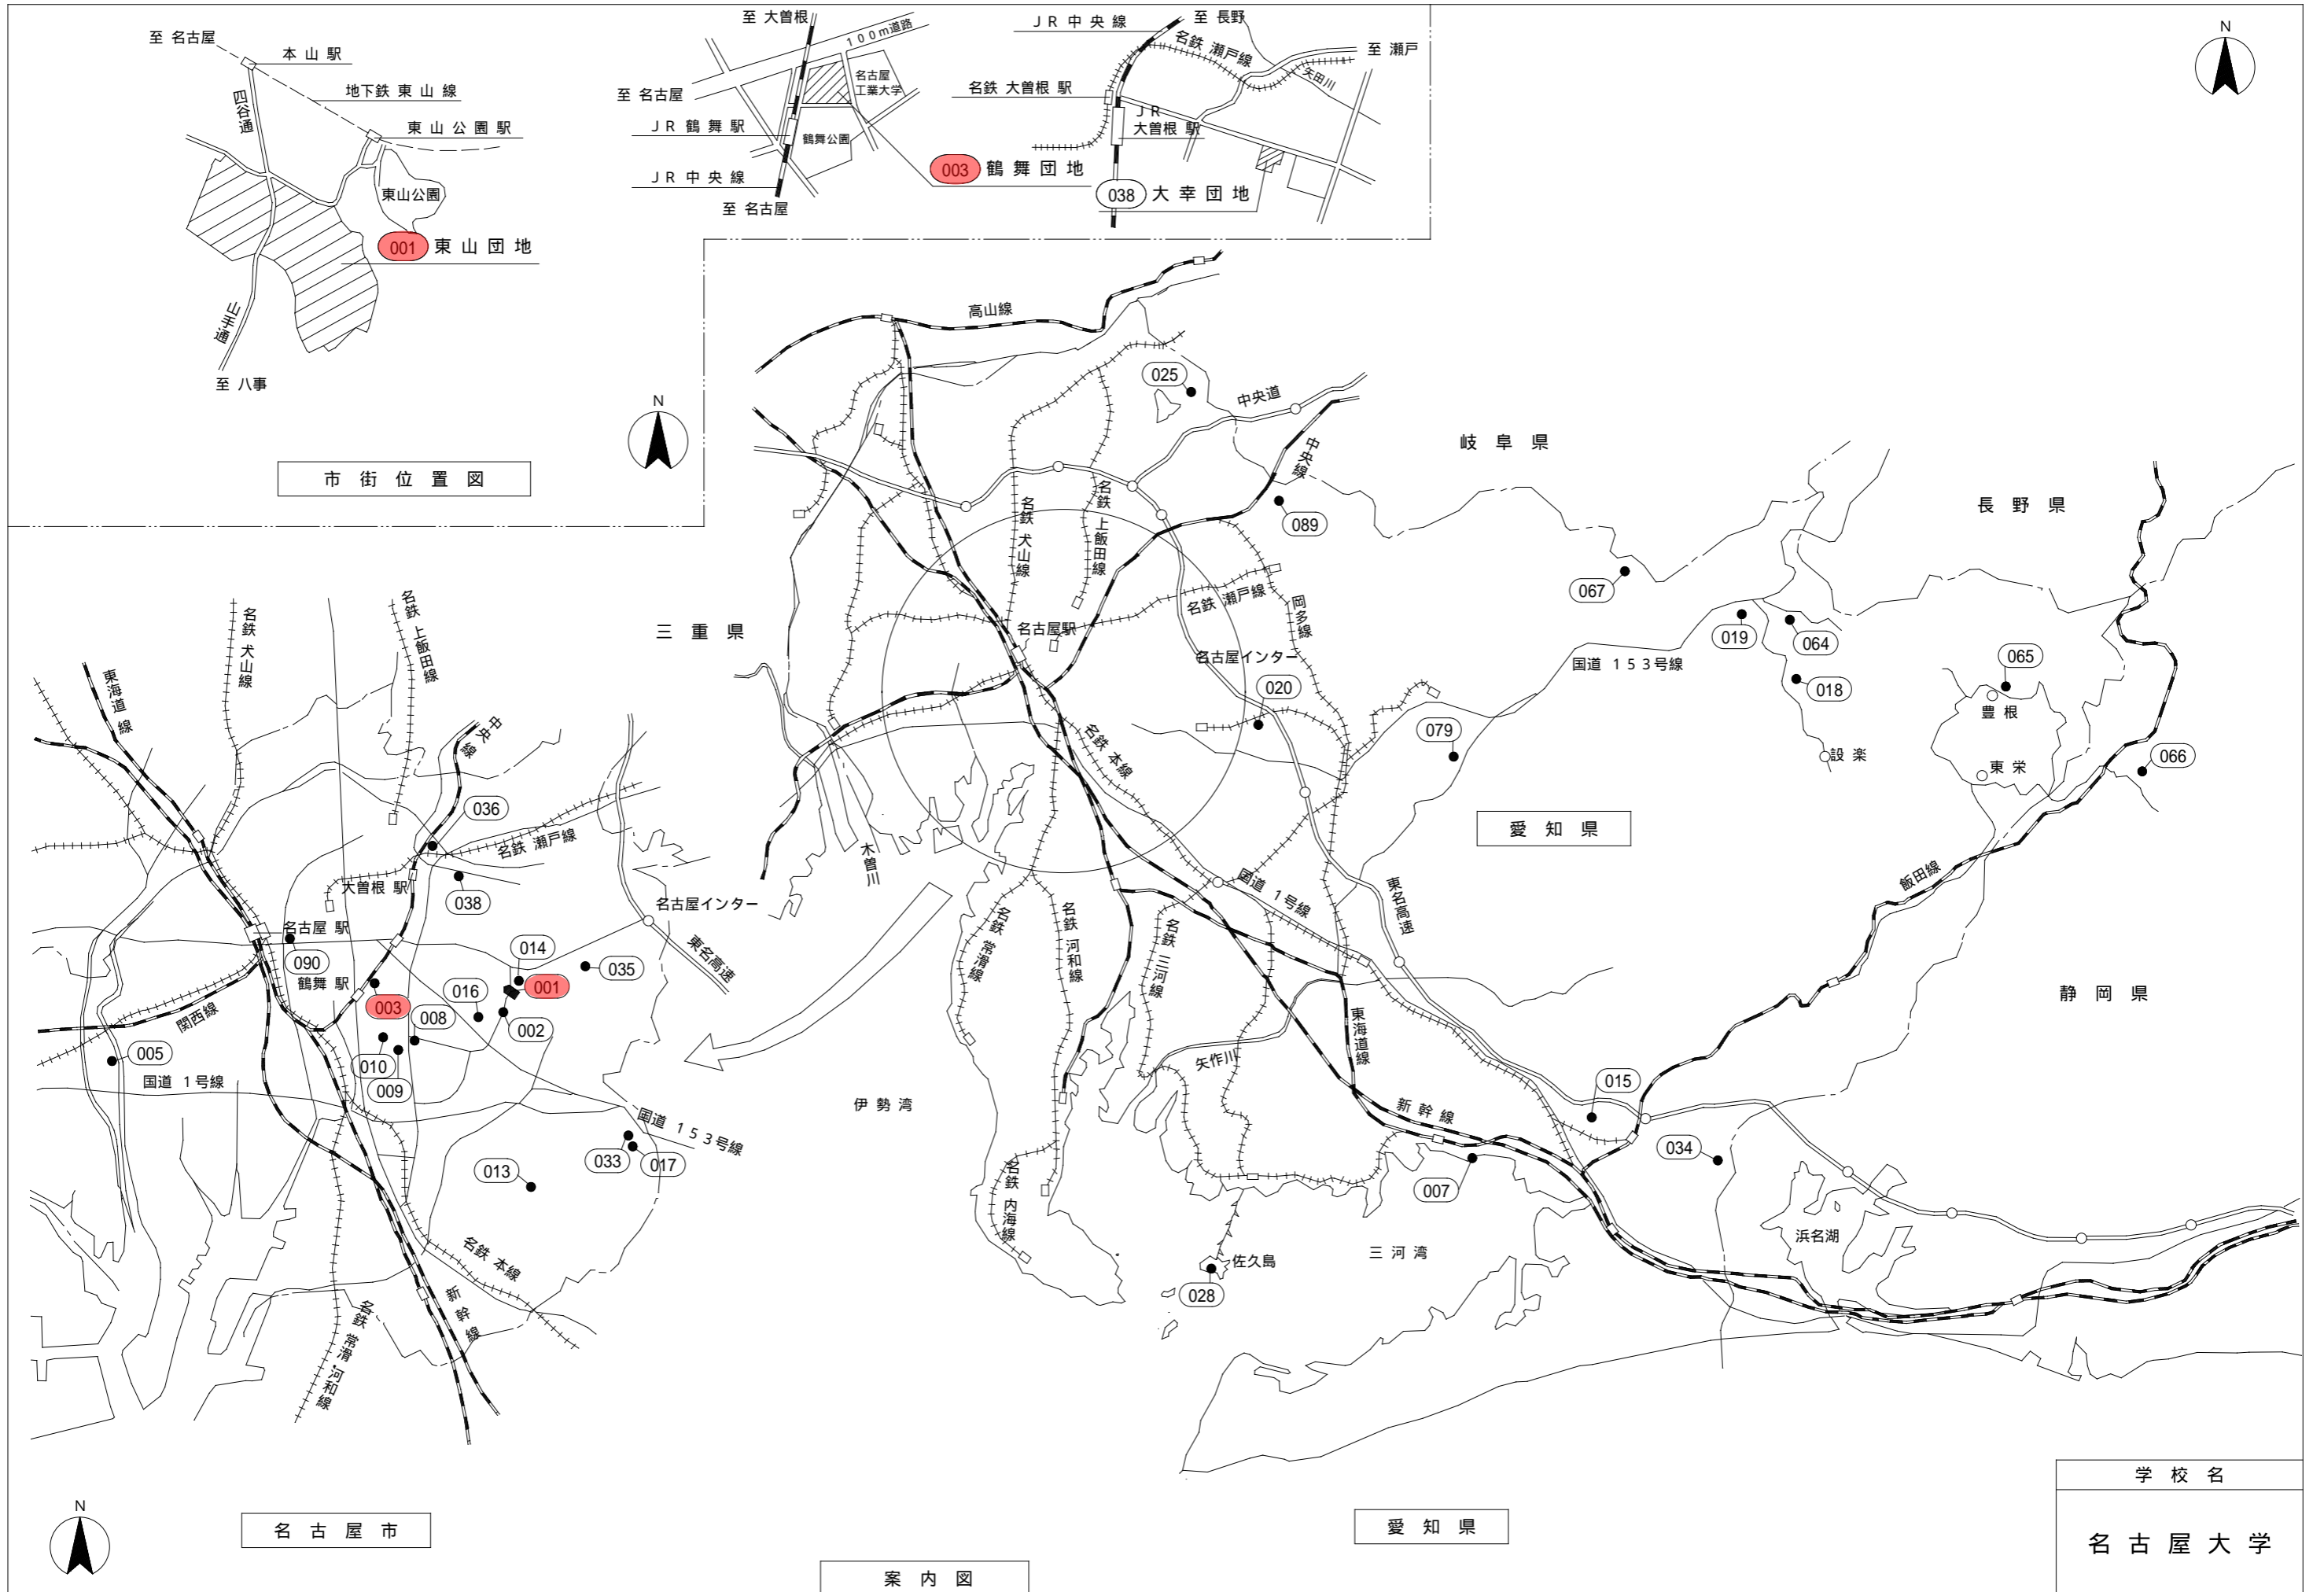 至 名古屋
本 山 駅
四谷通
地下鉄 東 山 線
東 山 公 園 駅
東山公園
001 東 山 団 地
山手通
至 八事
市 街 位 置 図
N
至 大曽根
100m道路
名古屋
工業大学
至 名古屋
JR 鶴 舞 駅
鶴舞公園
JR 中 央 線
至 名古屋
003 鶴 舞 団 地
JR 中 央 線
至 長野
名鉄 瀬戸線
至 瀬戸
矢田川
名鉄 大曽根 駅
JR
大曽根 駅
038 大 幸 団 地
N
高山線
025
中央道
中央線
岐 阜 県
長 野 県
089
名鉄 犬山線
名鉄 上飯田線
067
名鉄 瀬戸線
岡多線
019
064
三 重 県
名古屋駅
名古屋インター
国道 153号線
065
018
020
豊 根
079
設 楽
東 栄
066
名鉄 本線
愛 知 県
木曽川
飯田線
国道 1号線
東名高速
名鉄 常滑線
名鉄 河和線
名鉄 三河線
静 岡 県
東海道線
矢作川
015
伊 勢 湾
新 幹 線
034
007
名鉄 内海線
浜名湖
佐久島
三 河 湾
028
名鉄 犬山線
名鉄 上飯田線
東海道 線
中央 線
036
名鉄 瀬戸線
大曽根 駅
038
名古屋インター
名古屋 駅
014
東名高速
090
035
鶴舞 駅
001
016
003
008
002
関西線
005
010
009
国道 1号線
国道 153号線
033
017
013
名鉄 本線
新 幹 線
名鉄 常滑・河和線
N
名 古 屋 市
愛 知 県
案 内 図
学 校 名
名 古 屋 大 学